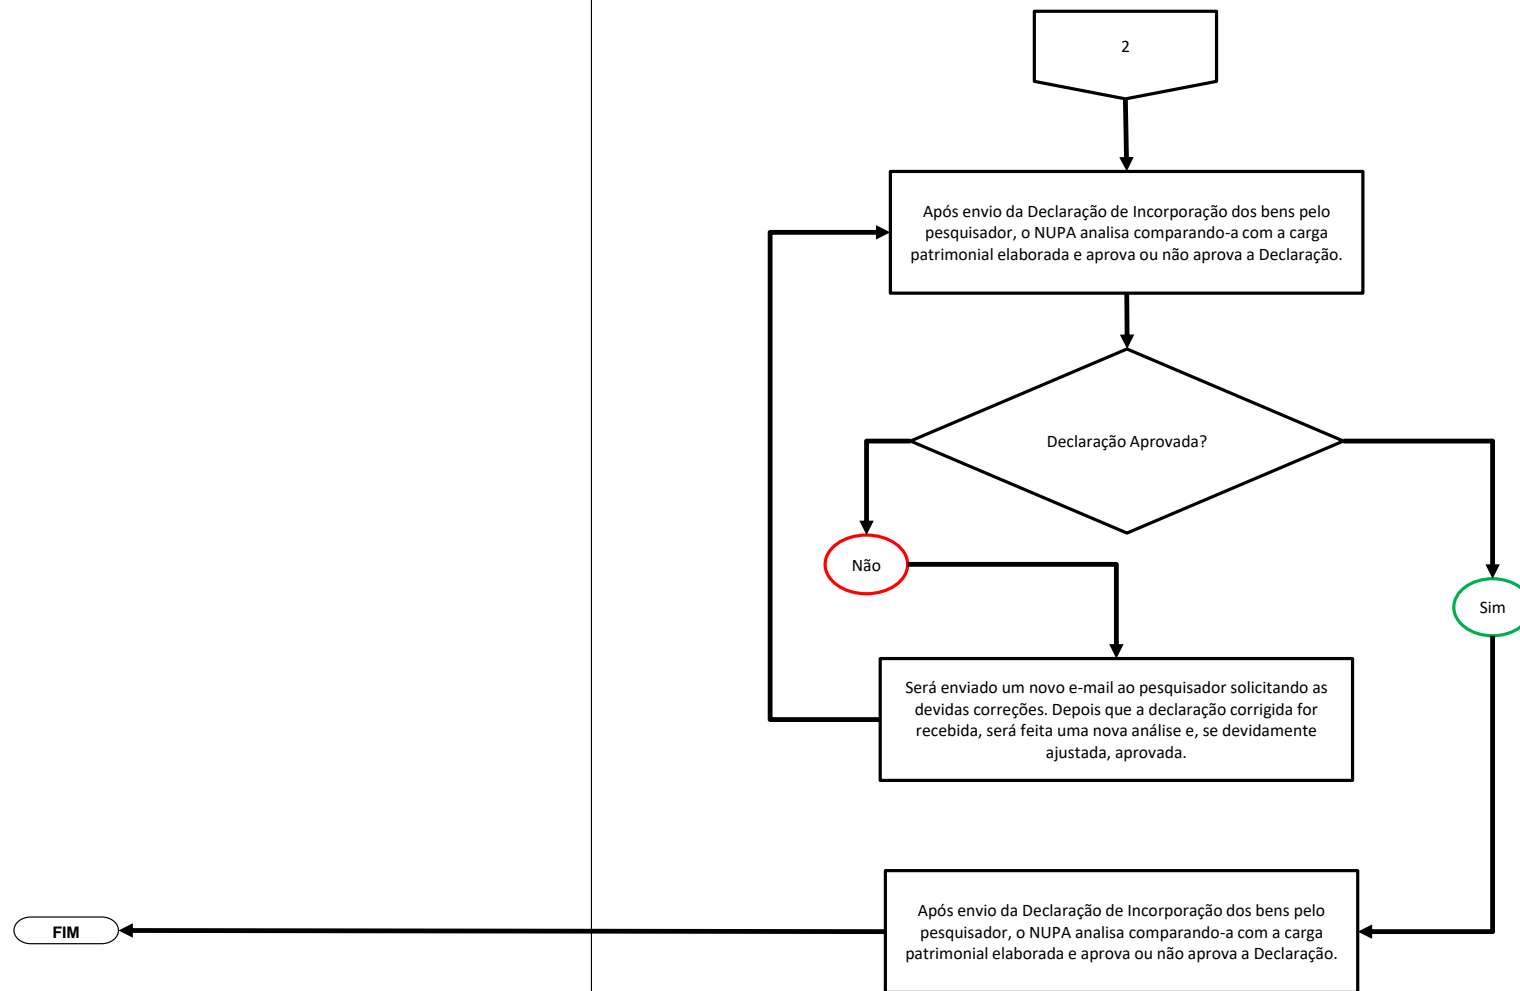 2
Após envio da Declaração de Incorporação dos bens pelo
pesquisador, o NUPA analisa comparando-a com a carga
patrimonial elaborada e aprova ou não aprova a Declaração.
Declaração Aprovada?
Não
Sim
Será enviado um novo e-mail ao pesquisador solicitando as
devidas correções. Depois que a declaração corrigida for
recebida, será feita uma nova análise e, se devidamente
ajustada, aprovada.
Após envio da Declaração de Incorporação dos bens pelo
pesquisador, o NUPA analisa comparando-a com a carga
patrimonial elaborada e aprova ou não aprova a Declaração.
FIM